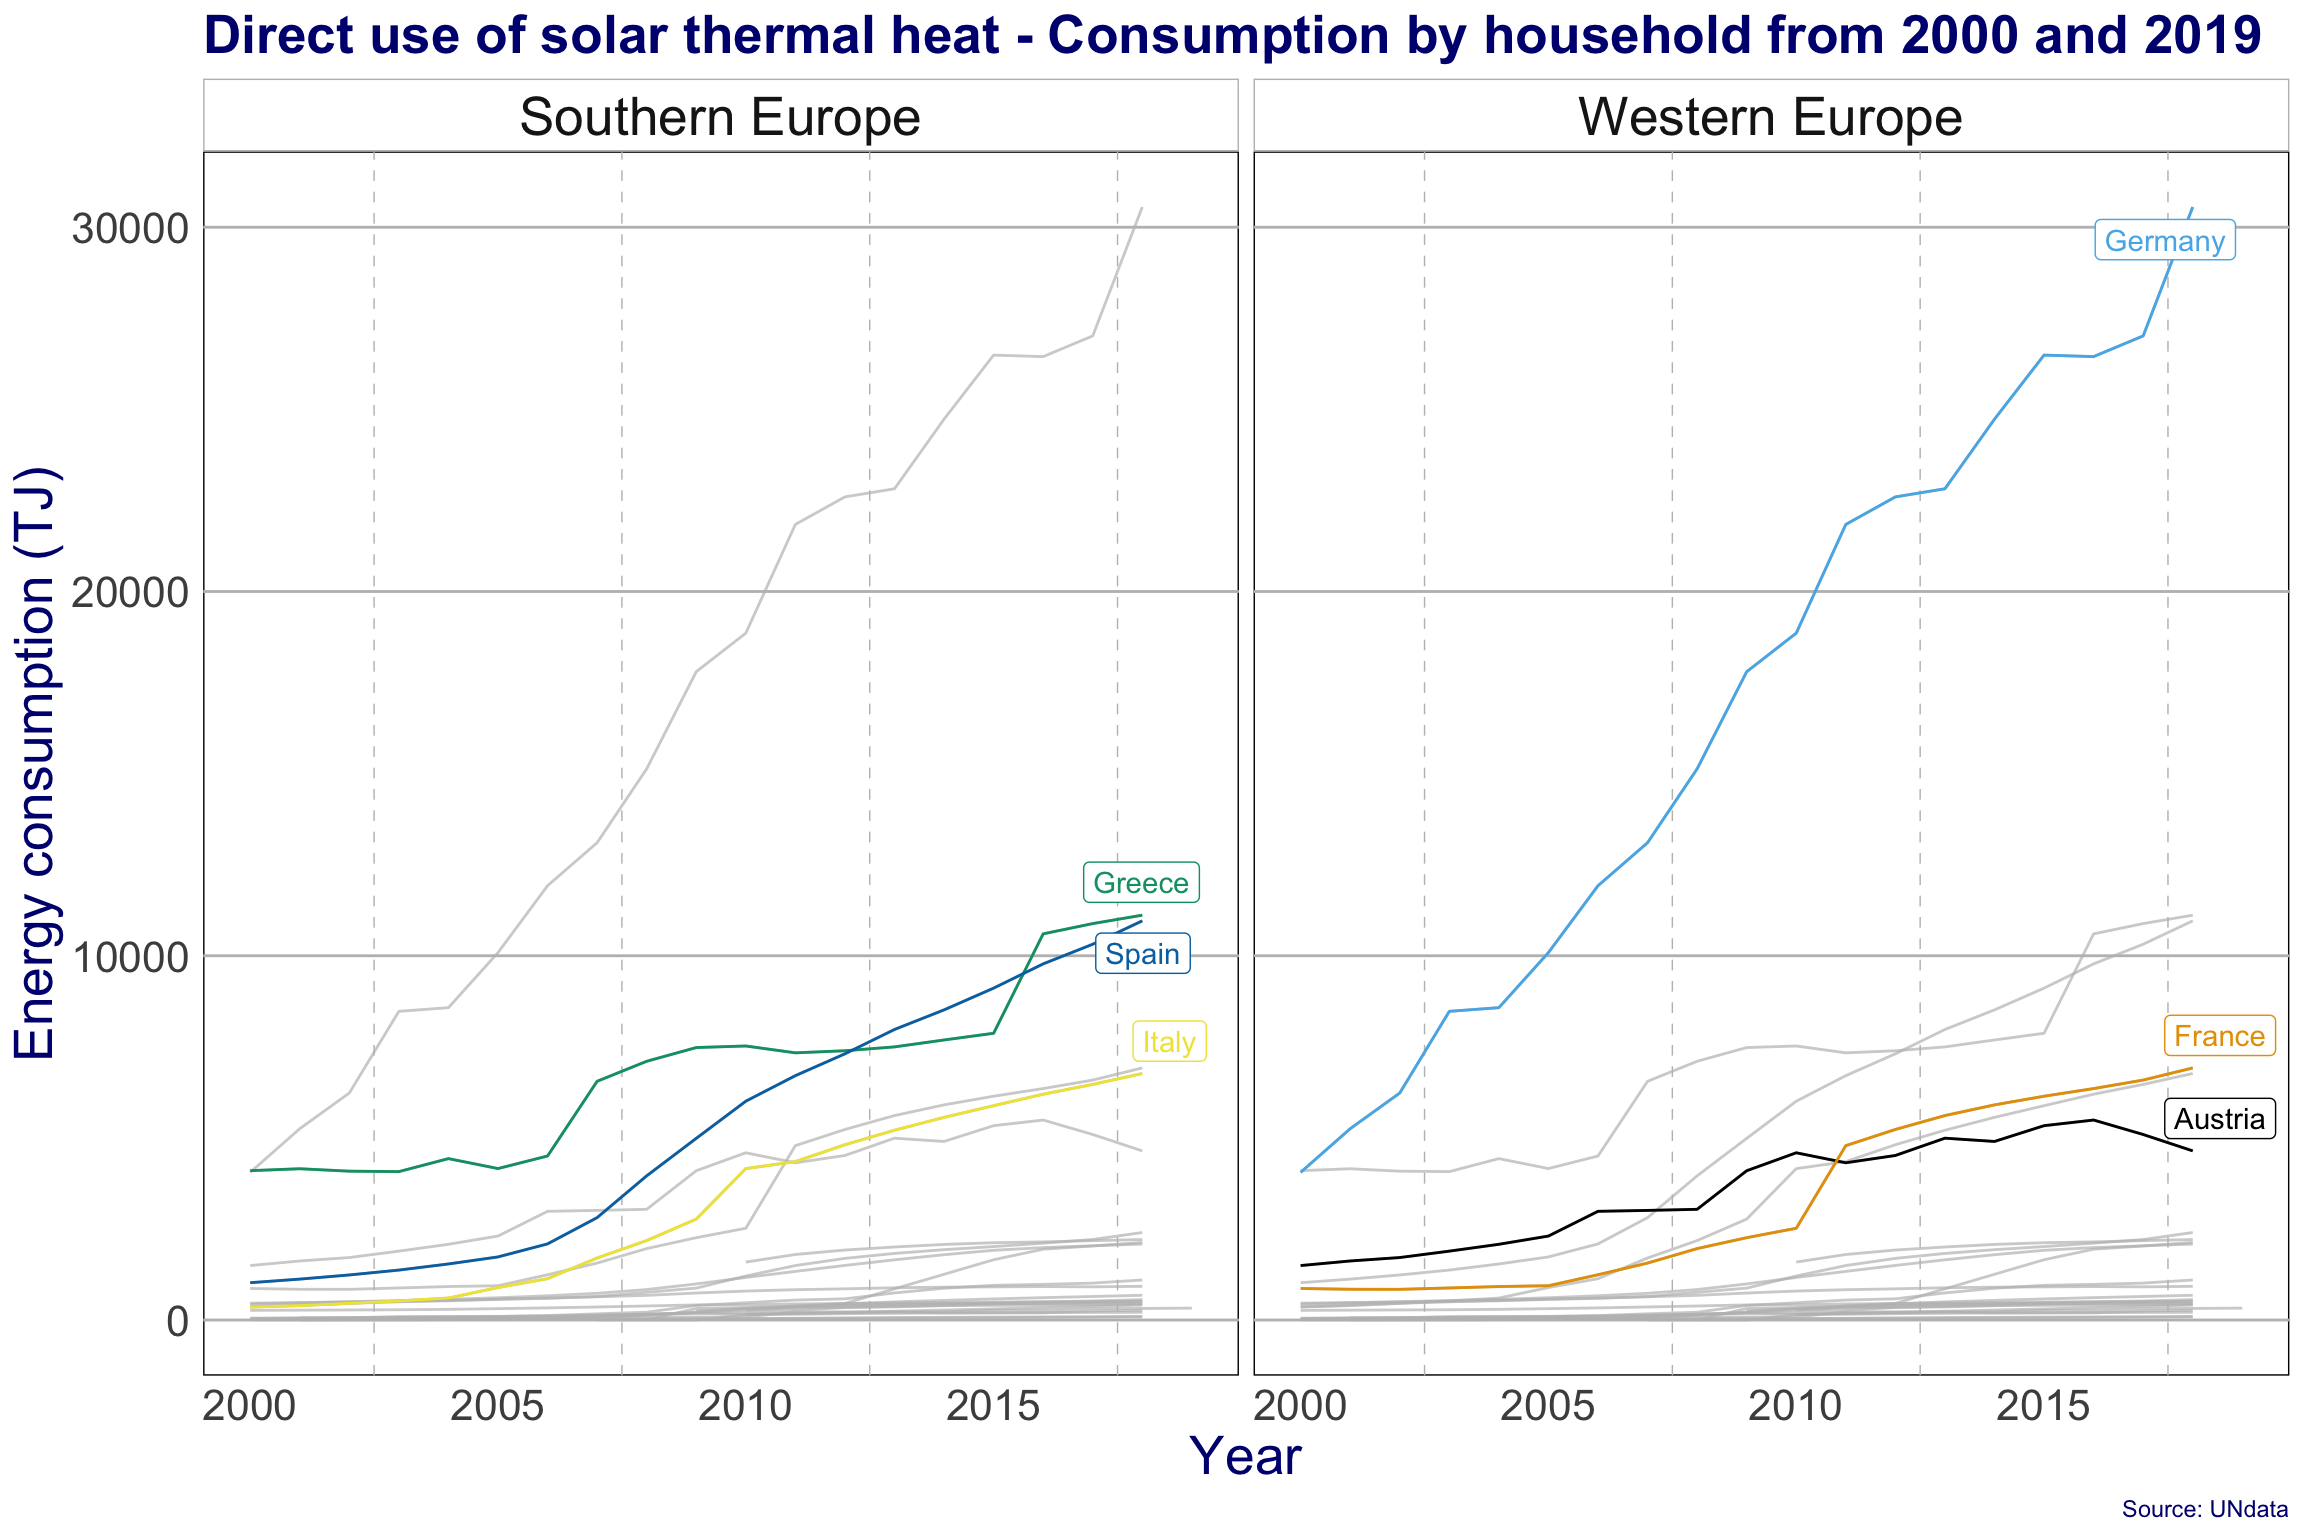 Direct use of solar thermal heat - Consumption by household from 2000 and 2019
Southern Europe
Western Europe
Energy consumption (TJ)
30000
20000
10000
0
Greece
Spain
Italy
Germany
France
Austria
2000 2005 2010 2015
2000 2005 2010 2015
Year
Source: UNdata